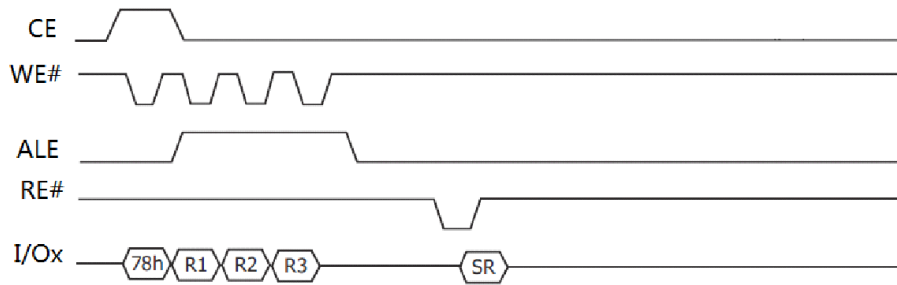 CE
WE#
ALE
RE#
I/Ox 78h R1 R2 R3 SR